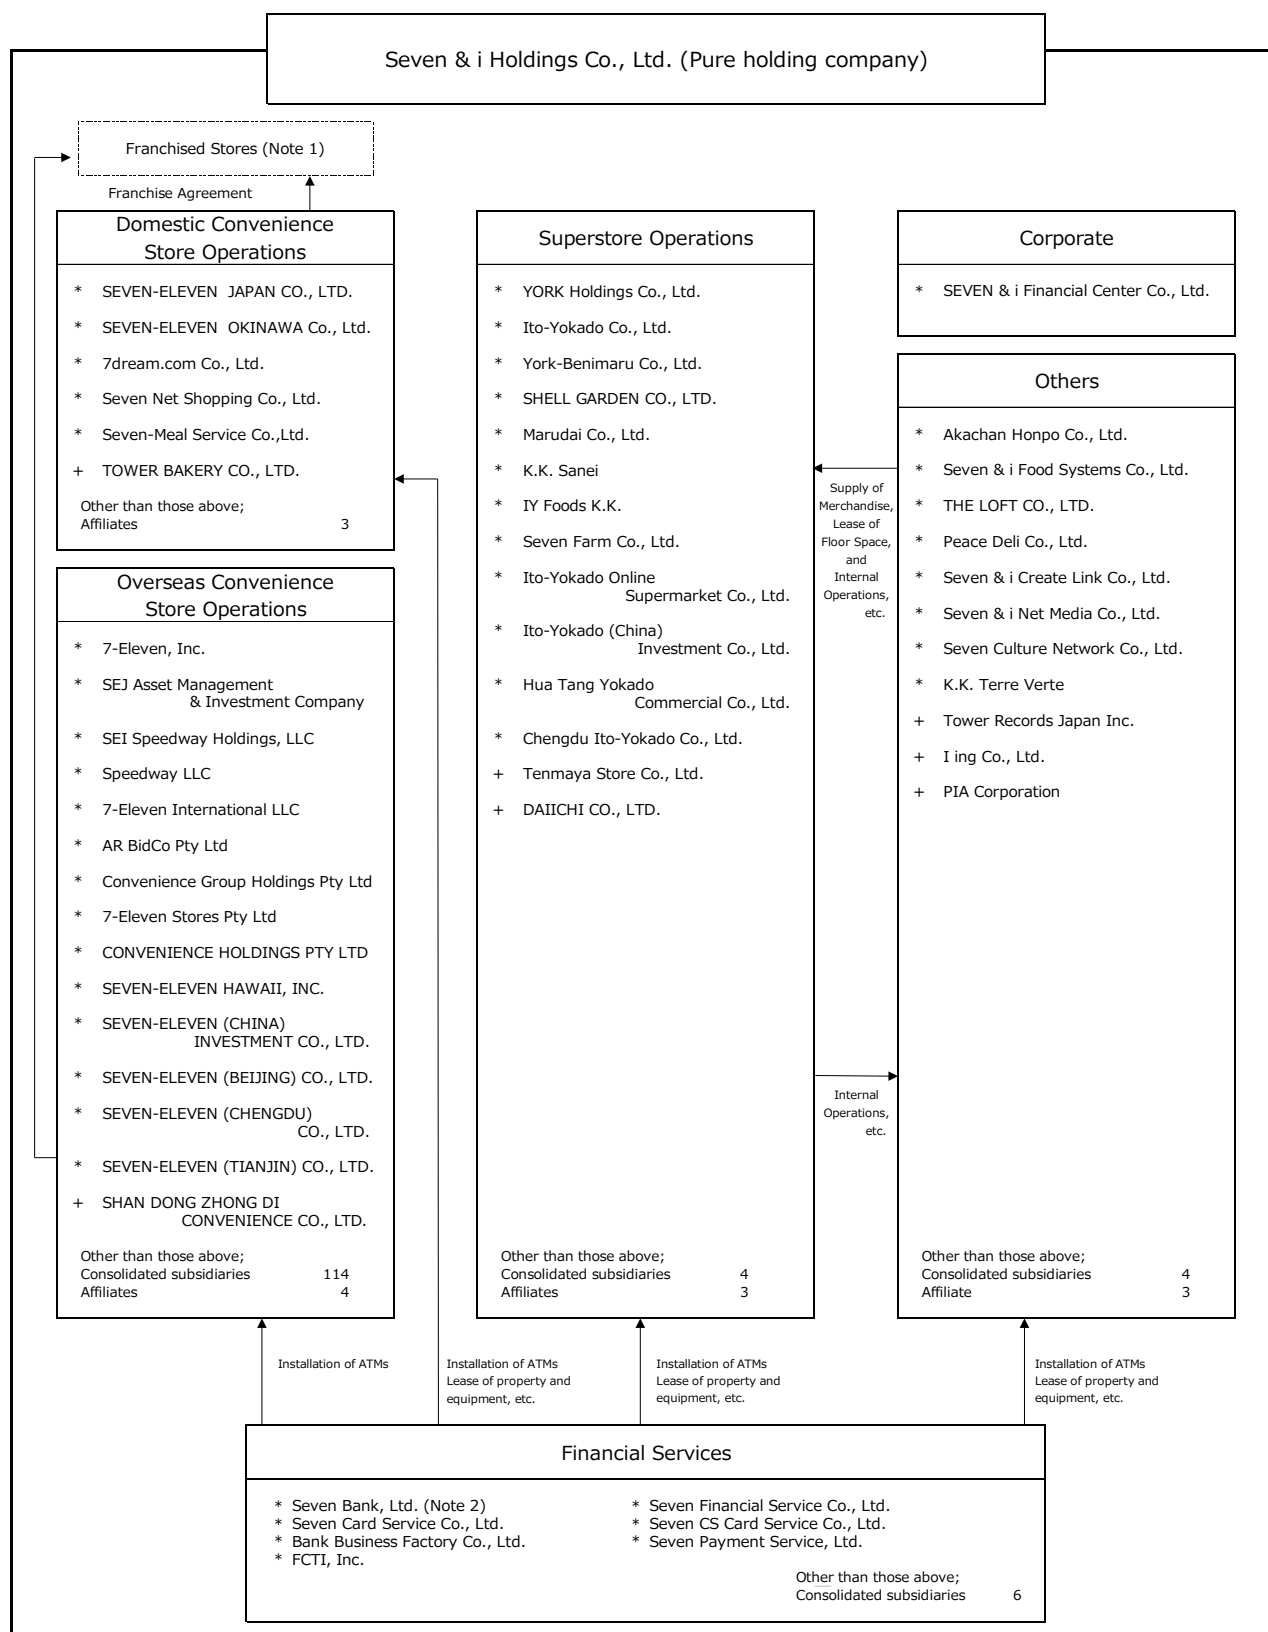 Seven & i Holdings Co., Ltd. (Pure holding company)
Franchised Stores (Note 1)
Franchise Agreement
Domestic Convenience
Store Operations
* SEVEN-ELEVEN JAPAN CO., LTD.
* SEVEN-ELEVEN OKINAWA Co., Ltd.
* 7dream.com Co., Ltd.
* Seven Net Shopping Co., Ltd.
* Seven-Meal Service Co.,Ltd.
+ TOWER BAKERY CO., LTD.
Other than those above;
Affiliates 3
Overseas Convenience
Store Operations
* 7-Eleven, Inc.
* SEJ Asset Management
& Investment Company
* SEI Speedway Holdings, LLC
* Speedway LLC
* 7-Eleven International LLC
* AR BidCo Pty Ltd
* Convenience Group Holdings Pty Ltd
* 7-Eleven Stores Pty Ltd
* CONVENIENCE HOLDINGS PTY LTD
* SEVEN-ELEVEN HAWAII, INC.
* SEVEN-ELEVEN (CHINA)
INVESTMENT CO., LTD.
* SEVEN-ELEVEN (BEIJING) CO., LTD.
* SEVEN-ELEVEN (CHENGDU)
CO., LTD.
* SEVEN-ELEVEN (TIANJIN) CO., LTD.
+ SHAN DONG ZHONG DI
CONVENIENCE CO., LTD.
Other than those above;
Consolidated subsidiaries 114
Affiliates 4
Superstore Operations
* YORK Holdings Co., Ltd.
* Ito-Yokado Co., Ltd.
* York-Benimaru Co., Ltd.
* SHELL GARDEN CO., LTD.
* Marudai Co., Ltd.
* K.K. Sanei
* IY Foods K.K.
* Seven Farm Co., Ltd.
* Ito-Yokado Online
Supermarket Co., Ltd.
* Ito-Yokado (China)
Investment Co., Ltd.
* Hua Tang Yokado
Commercial Co., Ltd.
* Chengdu Ito-Yokado Co., Ltd.
+ Tenmaya Store Co., Ltd.
+ DAIICHI CO., LTD.
Other than those above;
Consolidated subsidiaries 4
Affiliates 3
Supply of
Merchandise,
Lease of
Floor Space,
and
Internal
Operations,
etc.
Internal
Operations,
etc.
Corporate
* SEVEN & i Financial Center Co., Ltd.
Others
* Akachan Honpo Co., Ltd.
* Seven & i Food Systems Co., Ltd.
* THE LOFT CO., LTD.
* Peace Deli Co., Ltd.
* Seven & i Create Link Co., Ltd.
* Seven & i Net Media Co., Ltd.
* Seven Culture Network Co., Ltd.
* K.K. Terre Verte
+ Tower Records Japan Inc.
+ I ing Co., Ltd.
+ PIA Corporation
Other than those above;
Consolidated subsidiaries 4
Affiliate 3
Installation of ATMs
Installation of ATMs
Lease of property and
equipment, etc.
Installation of ATMs
Lease of property and
equipment, etc.
Installation of ATMs
Lease of property and
equipment, etc.
Financial Services
* Seven Bank, Ltd. (Note 2)
* Seven Card Service Co., Ltd.
* Bank Business Factory Co., Ltd.
* FCTI, Inc.
* Seven Financial Service Co., Ltd.
* Seven CS Card Service Co., Ltd.
* Seven Payment Service, Ltd.
Other than those above;
Consolidated subsidiaries 6